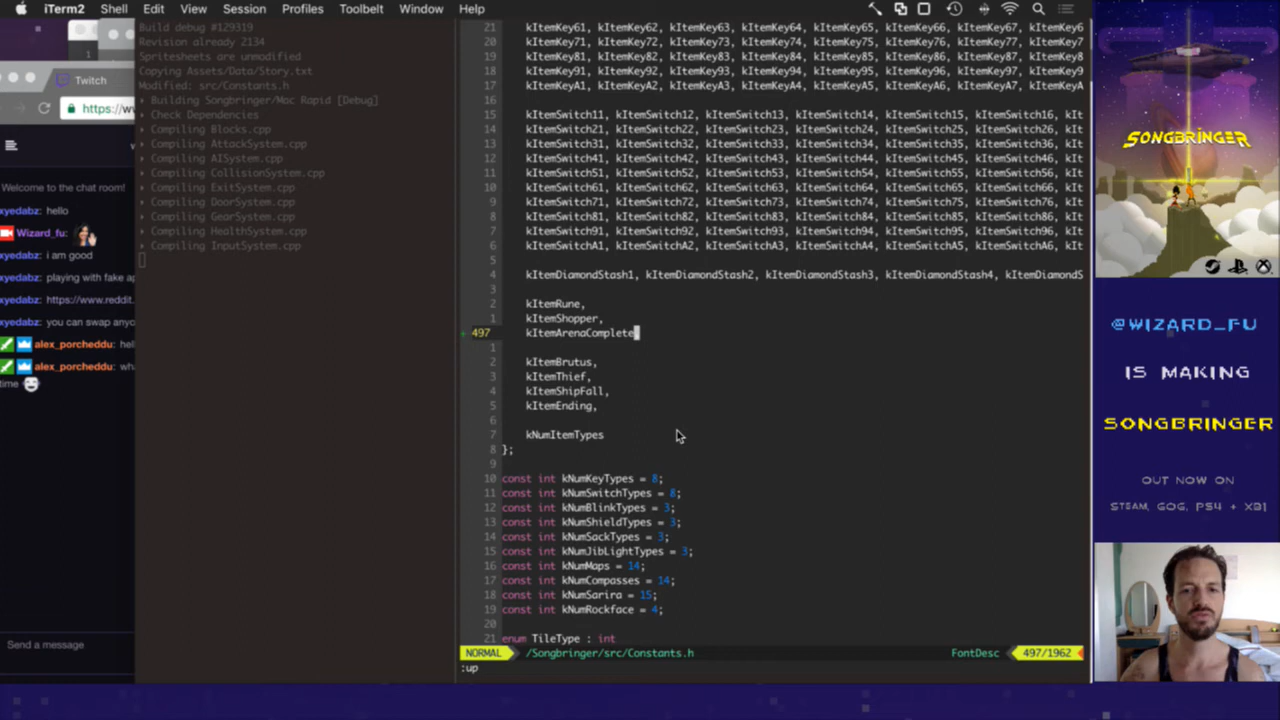 iTerm2 Shell Edit View Session Profiles Toolbelt Window Help
Build debug #129319
Revision already 2134
Spritesheets are unmodified
Copying Assets/Data/Story.txt
Modified: src/Constants.h
Building Songbringer/Mac Rapid [Debug]
Check Dependencies
Compiling Blocks.cpp
Compiling AttackSystem.cpp
Compiling AISystem.cpp
Compiling CollisionSystem.cpp
Compiling ExitSystem.cpp
Compiling DoorSystem.cpp
Compiling GearSystem.cpp
Compiling HealthSystem.cpp
Compiling InputSystem.cpp
1
Twitch
https://ww
Welcome to the chat room!
xyedabz: hello
Wizard_fu:
xyedabz: i am good
xyedabz: playing with fake ap
xyedabz: https://www.reddit.
xyedabz: you can swap anyc
alex_porcheddu: hel
alex_porcheddu: wha
time
Send a message
21 kItemKey61, kItemKey62, kItemKey63, kItemKey64, kItemKey65, kItemKey66, kItemKey67, kItemKey6
20 kItemKey71, kItemKey72, kItemKey73, kItemKey74, kItemKey75, kItemKey76, kItemKey77, kItemKey7
19 kItemKey81, kItemKey82, kItemKey83, kItemKey84, kItemKey85, kItemKey86, kItemKey87, kItemKey8
18 kItemKey91, kItemKey92, kItemKey93, kItemKey94, kItemKey95, kItemKey96, kItemKey97, kItemKey9
17 kItemKeyA1, kItemKeyA2, kItemKeyA3, kItemKeyA4, kItemKeyA5, kItemKeyA6, kItemKeyA7, kItemKeyA
16
15 kItemSwitch11, kItemSwitch12, kItemSwitch13, kItemSwitch14, kItemSwitch15, kItemSwitch16, kIt
14 kItemSwitch21, kItemSwitch22, kItemSwitch23, kItemSwitch24, kItemSwitch25, kItemSwitch26, kIt
13 kItemSwitch31, kItemSwitch32, kItemSwitch33, kItemSwitch34, kItemSwitch35, kItemSwitch36, kIt
12 kItemSwitch41, kItemSwitch42, kItemSwitch43, kItemSwitch44, kItemSwitch45, kItemSwitch46, kIt
11 kItemSwitch51, kItemSwitch52, kItemSwitch53, kItemSwitch54, kItemSwitch55, kItemSwitch56, kIt
10 kItemSwitch61, kItemSwitch62, kItemSwitch63, kItemSwitch64, kItemSwitch65, kItemSwitch66, kIt
9 kItemSwitch71, kItemSwitch72, kItemSwitch73, kItemSwitch74, kItemSwitch75, kItemSwitch76, kIt
8 kItemSwitch81, kItemSwitch82, kItemSwitch83, kItemSwitch84, kItemSwitch85, kItemSwitch86, kIt
7 kItemSwitch91, kItemSwitch92, kItemSwitch93, kItemSwitch94, kItemSwitch95, kItemSwitch96, kIt
6 kItemSwitchA1, kItemSwitchA2, kItemSwitchA3, kItemSwitchA4, kItemSwitchA5, kItemSwitchA6, kIt
5
4 kItemDiamondStash1, kItemDiamondStash2, kItemDiamondStash3, kItemDiamondStash4, kItemDiamondS
3
2 kItemRune,
1 kItemShopper,
+ 497 kItemArenaComplete
1
2 kItemBrutus,
3 kItemThief,
4 kItemShipFall,
5 kItemEnding,
6
7 kNumItemTypes
8 };
9
10 const int kNumKeyTypes = 8;
11 const int kNumSwitchTypes = 8;
12 const int kNumBlinkTypes = 3;
13 const int kNumShieldTypes = 3;
14 const int kNumSackTypes = 3;
15 const int kNumJibLightTypes = 3;
16 const int kNumMaps = 14;
17 const int kNumCompasses = 14;
18 const int kNumSarira = 15;
19 const int kNumRockface = 4;
20
21 enum TileType : int
NORMAL /Songbringer/src/Constants.h FontDesc 497/1962
:up
SONGBRINGER
@WIZARD_FU
IS MAKING
SONGBRINGER
OUT NOW ON
STEAM, GOG, PS4 + XB1